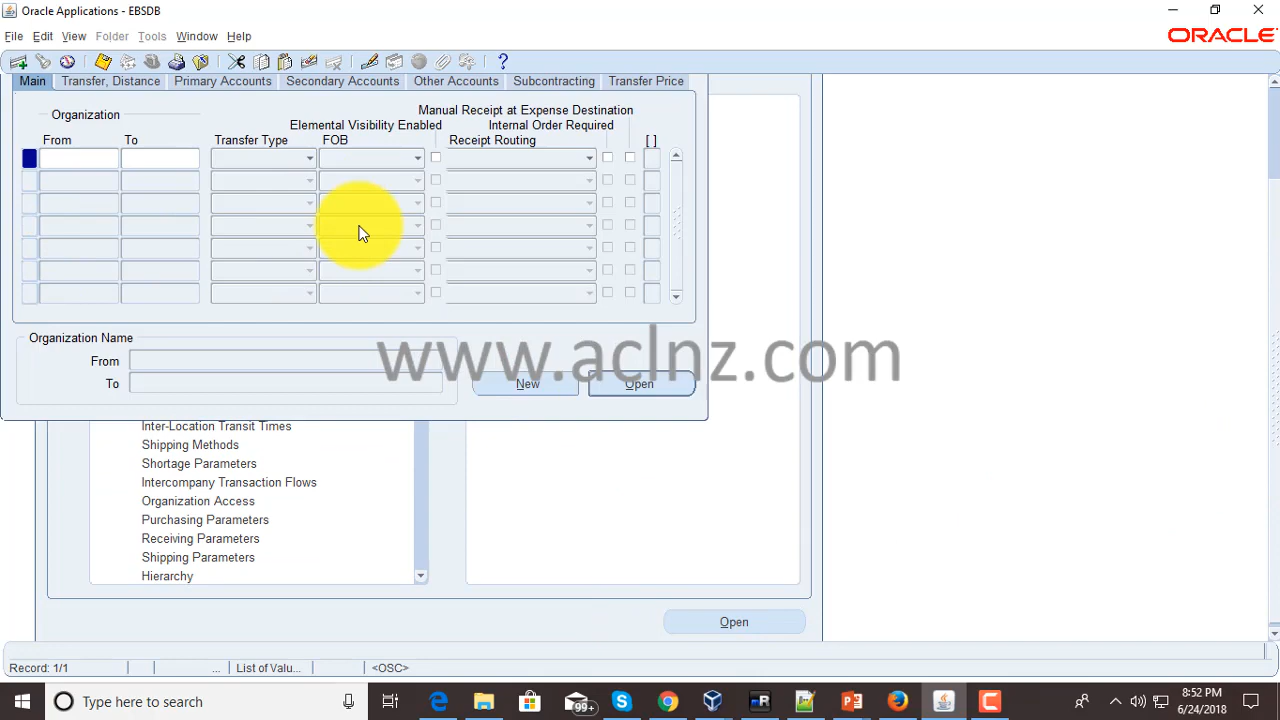 Oracle Applications - EBSDB
File Edit View Folder Tools Window Help
ORACLE
Main Transfer, Distance Primary Accounts Secondary Accounts Other Accounts Subcontracting Transfer Price
Manual Receipt at Expense Destination
Organization
Elemental Visibility Enabled Internal Order Required
From To Transfer Type FOB Receipt Routing [ ]
Organization Name
From
To
New Open
www.aclnz.com
Inter-Location Transit Times
Shipping Methods
Shortage Parameters
Intercompany Transaction Flows
Organization Access
Purchasing Parameters
Receiving Parameters
Shipping Parameters
Hierarchy
Open
Record: 1/1 ... List of Valu... <OSC>
Type here to search
99+
8:52 PM
6/24/2018